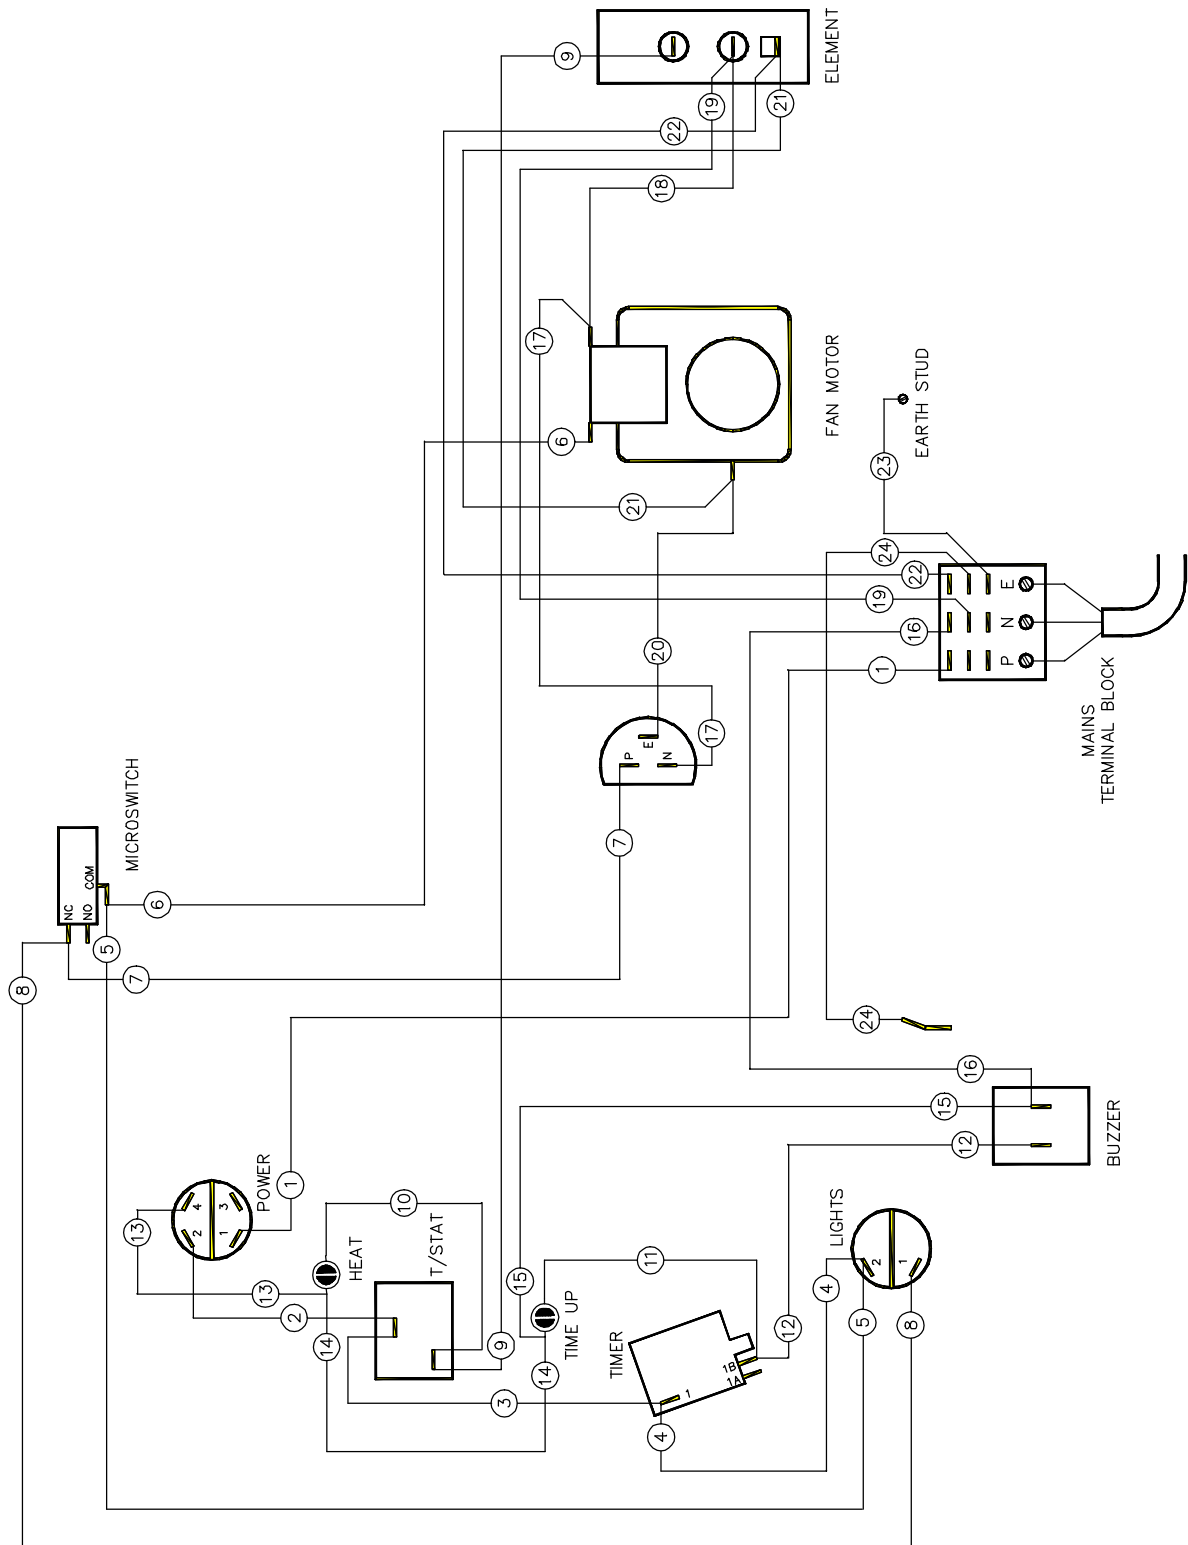 8
NC
NO COM
5
13
7
MICROSWITCH
6
2 4
1 3
13
POWER
2
1
14
HEAT
10
T/STAT
3
9
15
14
TIME UP
17
6
9
TIMER
7
P
21
11
E
20
N
4
18
22
1
17
19
1A 1B
12
21
4
LIGHTS
FAN MOTOR
ELEMENT
5
24
2
1
19
24
23
1
8
16
22
EARTH STUD
15
12
16
P N E
MAINS
TERMINAL BLOCK
BUZZER